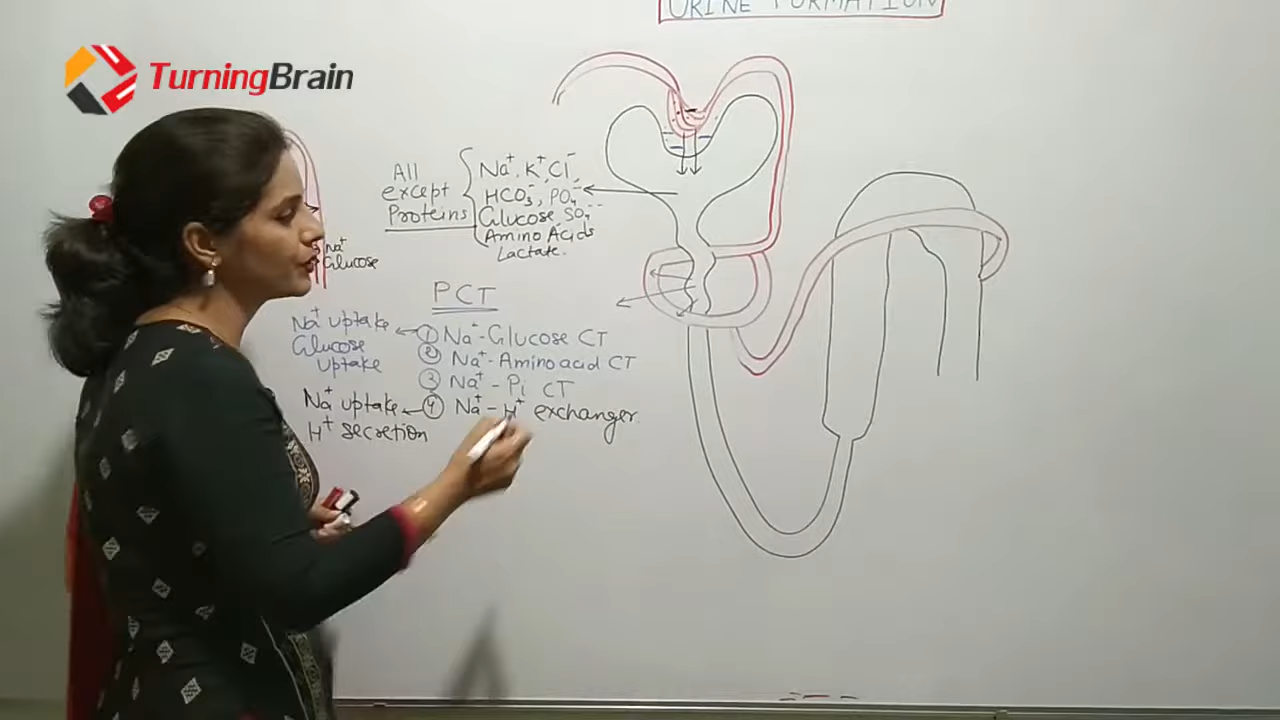 URINE FORMATION
TurningBrain
All
except
Proteins
Na⁺, K⁺, Cl⁻,
HCO₃⁻, PO₄⁻⁻
Glucose, SO₄⁻⁻
Amino Acids
Lactate.
Na⁺
Glucose
PCT
① Na⁺-Glucose CT
② Na⁺-Amino acid CT
③ Na⁺ - Pi CT
④ Na⁺ - H⁺ exchanger.
Na⁺ uptake
Glucose
uptake
Na⁺ uptake
H⁺ secretion